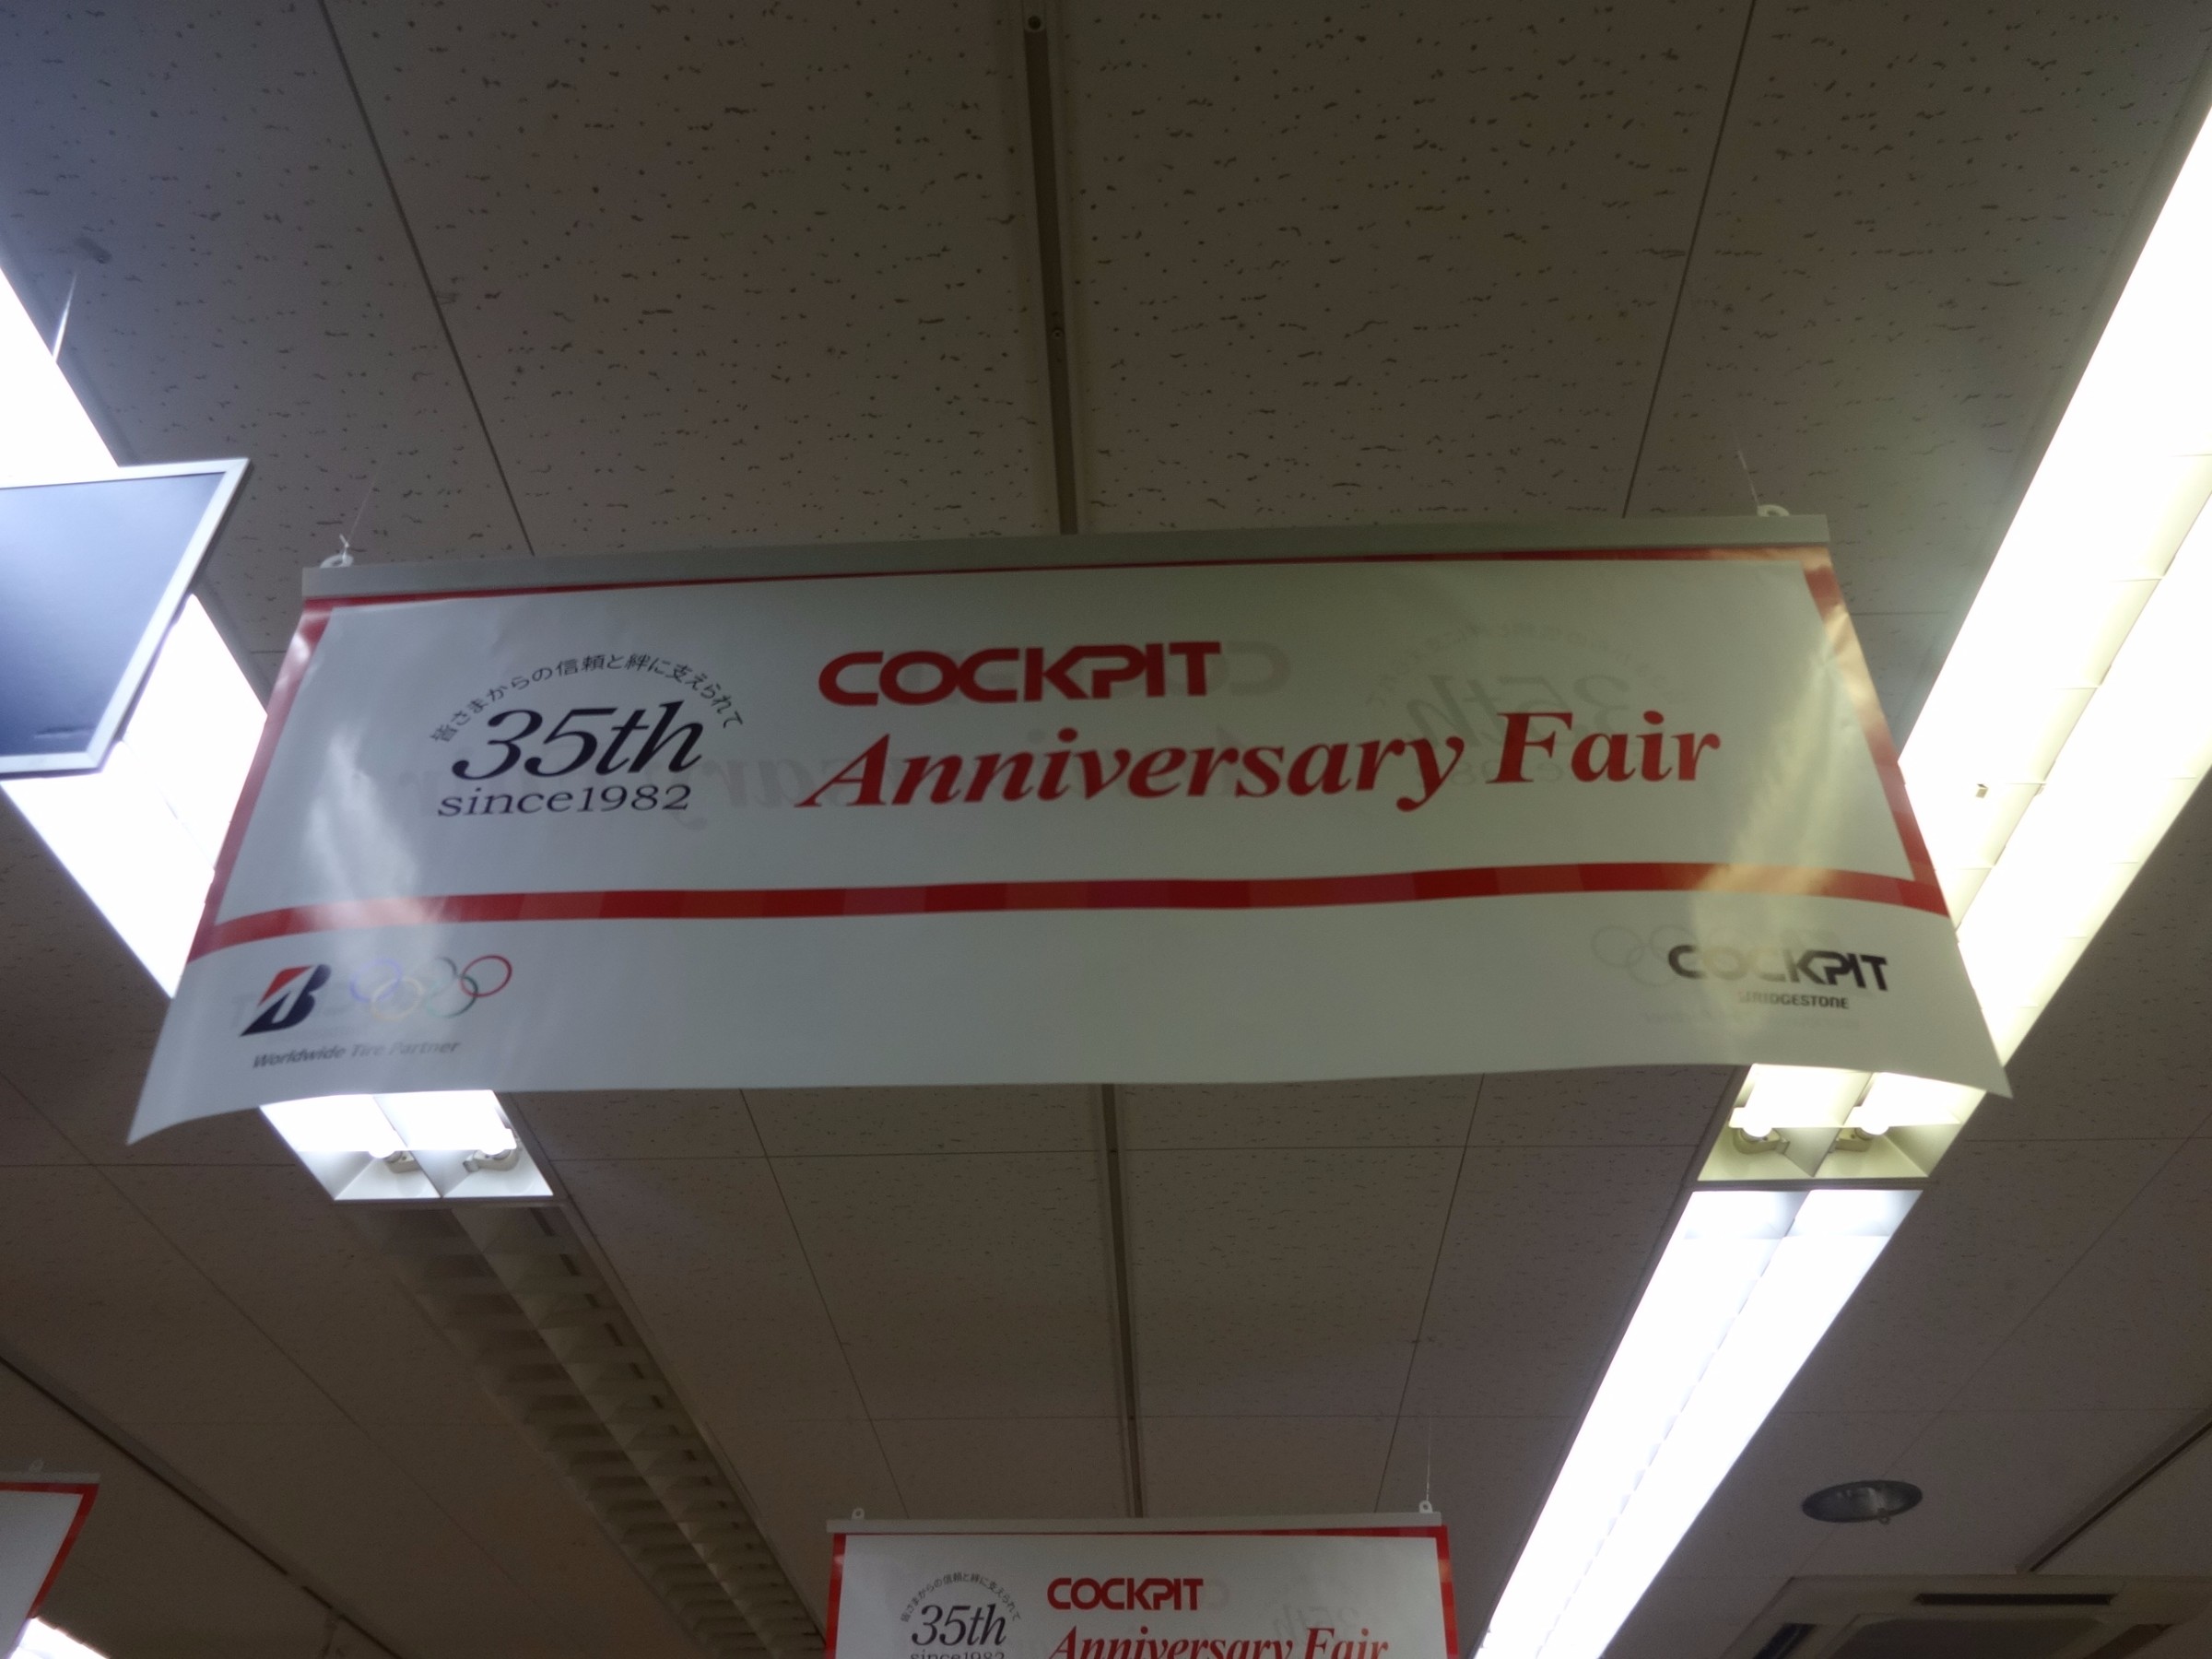 皆さまからの信頼と絆に支えられて
35th
since1982
COCKPIT
Anniversary Fair
Worldwide Tire Partner
COCKPIT
BRIDGESTONE
皆さまからの信頼と絆に支えられて
35th
since1982
COCKPIT
Anniversary Fair